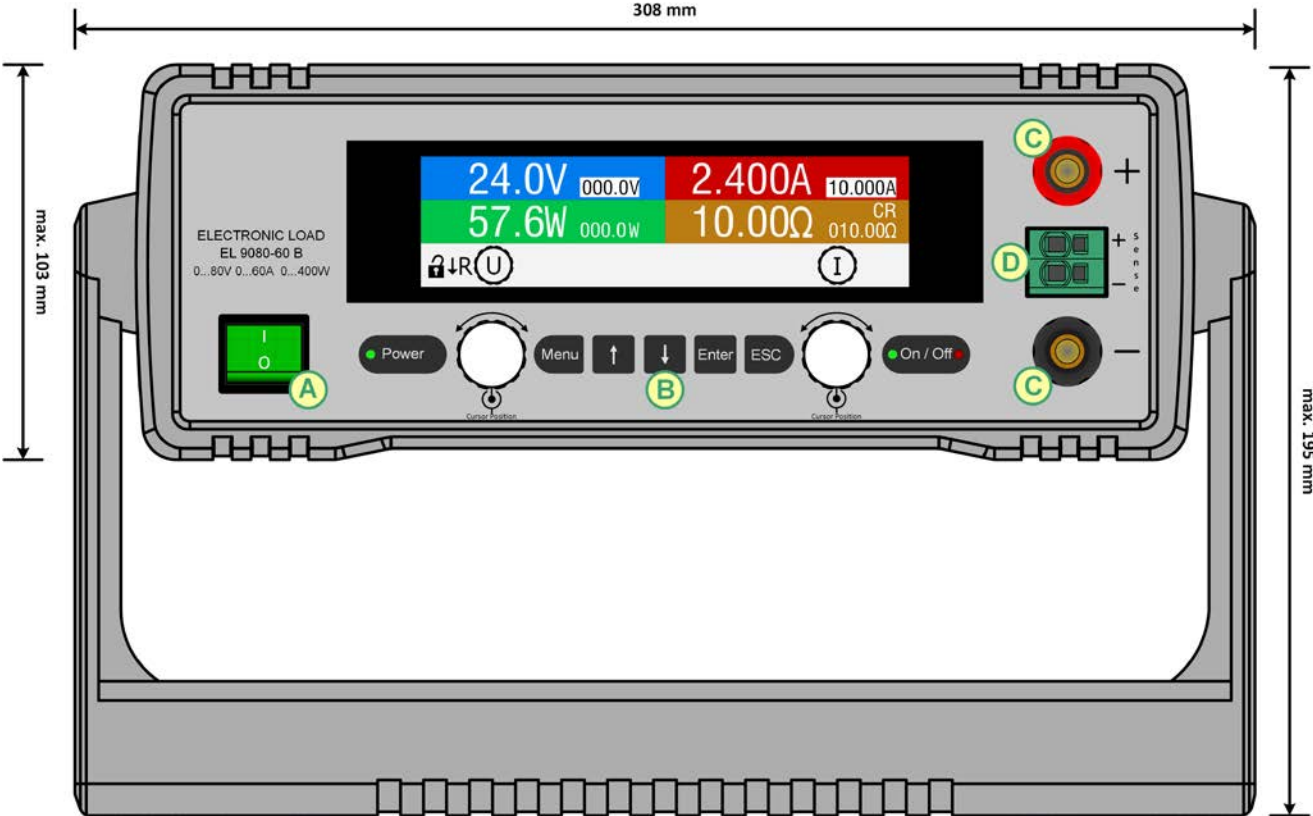 308 mm
max. 103 mm
max. 195 mm
ELECTRONIC LOAD
EL 9080-60 B
0...80V 0...60A 0...400W
24.0V 000.0V
2.400A 10.000A
57.6W 000.0W
10.00Ω CR 010.00Ω
↓R U
I
C
+
D
+
Sense
−
C
−
I
O
A
Power
Menu
↑
↓
B
Enter
ESC
On / Off
Cursor Position
Cursor Position